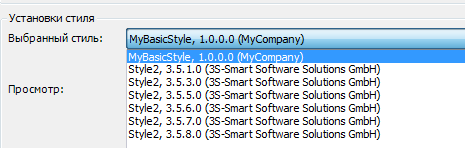 Установки стиля
Выбранный стиль: MyBasicStyle, 1.0.0.0 (MyCompany)
MyBasicStyle, 1.0.0.0 (MyCompany)
Style2, 3.5.1.0 (3S-Smart Software Solutions GmbH)
Style2, 3.5.3.0 (3S-Smart Software Solutions GmbH)
Просмотр: Style2, 3.5.5.0 (3S-Smart Software Solutions GmbH)
Style2, 3.5.6.0 (3S-Smart Software Solutions GmbH)
Style2, 3.5.7.0 (3S-Smart Software Solutions GmbH)
Style2, 3.5.8.0 (3S-Smart Software Solutions GmbH)